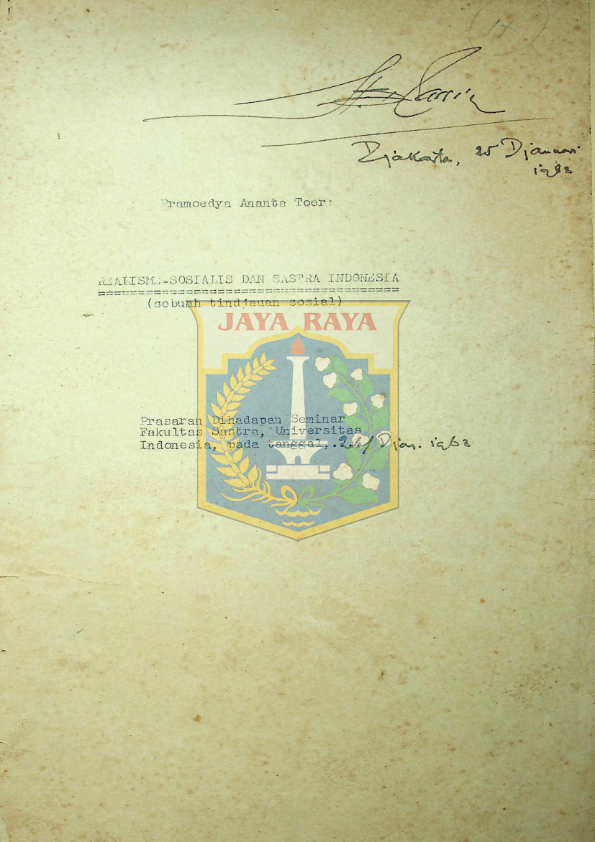 Djakarta, 25 Djanuari
1963
Pramoedya Ananta Toer:
REALISME-SOSIALIS DAN SASTRA INDONESIA
(sebuah tindjauan sosial)
JAYA RAYA
Prasaran Dihadapan Seminar
Fakultas Sastra, Universitas
Indonesia, pada tanggal, Djan. 1963